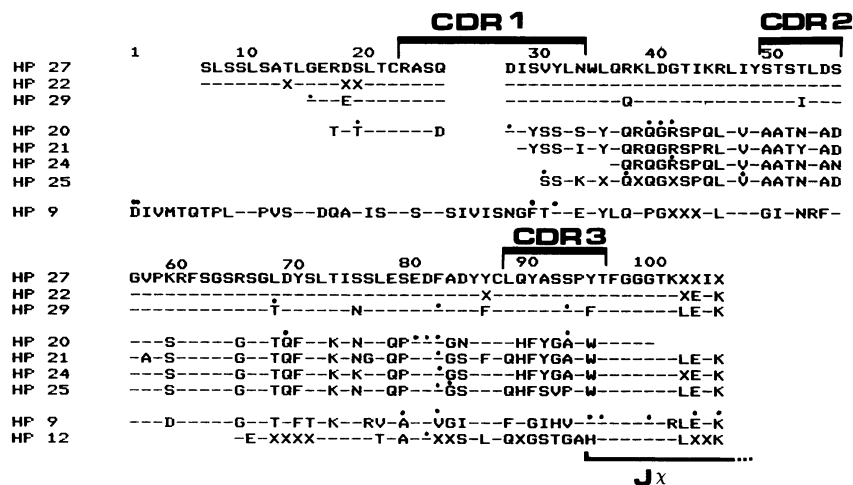 CDR 1 CDR 2
1 10 20 30 40 50
HP 27 SLSSLSATLGERDSLTCRASQ DISVYLNWLQRKLDGTIKRLIYSTSTLDS
HP 22 -------X----XX------- ----------------------------
HP 29 ---E--------- ----------Q-------------I---
HP 20 T-T------D --YSS-S-Y-QRQGRSPQL-V-AATN-AD
HP 21 -YSS-I-Y-QRQGRSPRL-V-AATY-AD
HP 24 -QRQGRSPQL-V-AATN-AN
HP 25 SS-K-X-QXQGXSPQL-V-AATN-AD
HP 9 DIVMTQTPL--PVS--DQA-IS--S--SIVISNGFT--E-YLQ-PGXXX-L---GI-NRF-
CDR 3
60 70 80 90 100
HP 27 GVPKRFSGSRSGLDYSLTISSLESEDFADYYCLQYASSPYTFGGGTKXXIX
HP 22 ------------------------------X----------------XE-K
HP 29 ------------T------N----------F--------F-------LE-K
HP 20 ---S-----G--TQF--K-N--QP---GN----HFYGA-W--------
HP 21 -A-S-----G--TQF--K-NG-QP---GS-F-QHFYGA-W-------LE-K
HP 24 ---S-----G--TQF--K-S--QP---GS----HFYGA-W-------XE-K
HP 25 ---S-----G--TQF--K-N--QP---GS---QHFSVP-W-------LE-K
HP 9 ---D-----G--T-FT-K--RV-A--VGI---F-GIHV---------RLE-K
HP 12 -E-XXXX-----T-A--XXS-L-QXGSTGAH-------LXXK
Jχ